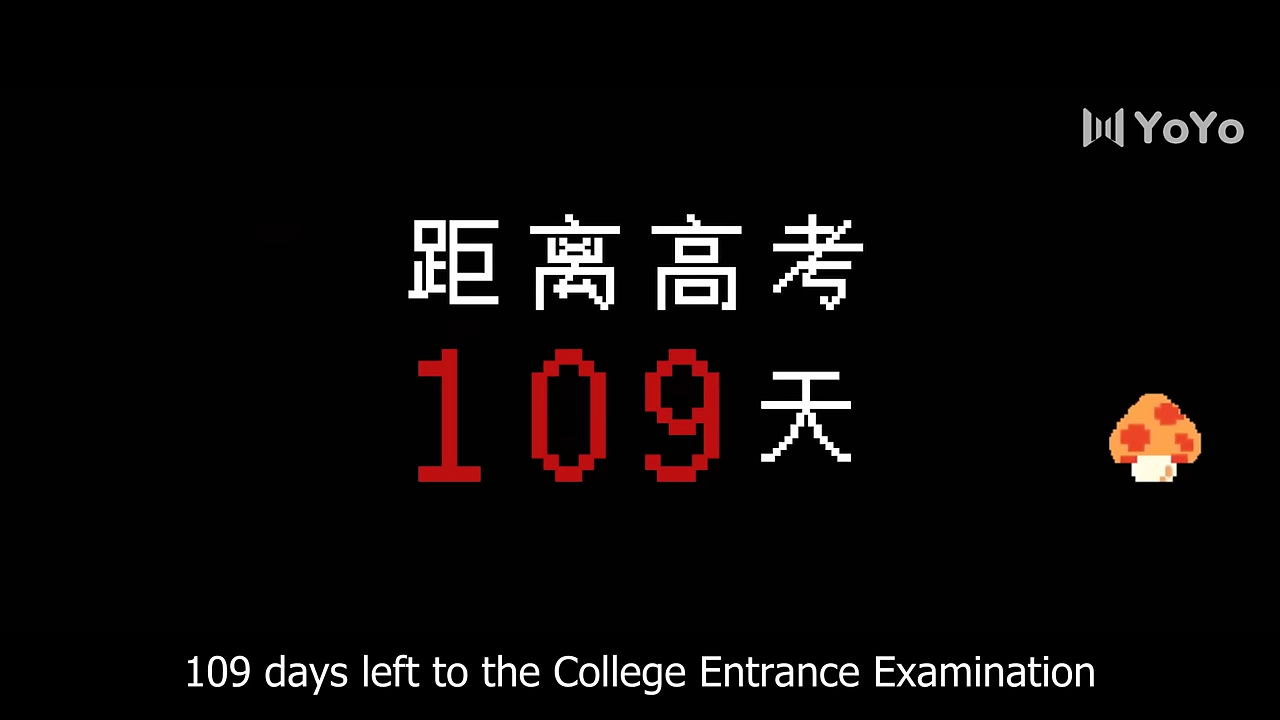 YoYo
距离高考
109天
109 days left to the College Entrance Examination